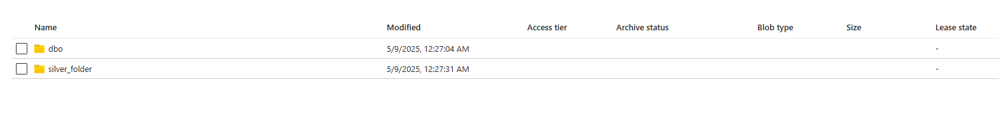 Name Modified Access tier Archive status Blob type Size Lease state
dbo 5/9/2025, 12:27:04 AM -
silver_folder 5/9/2025, 12:27:31 AM -